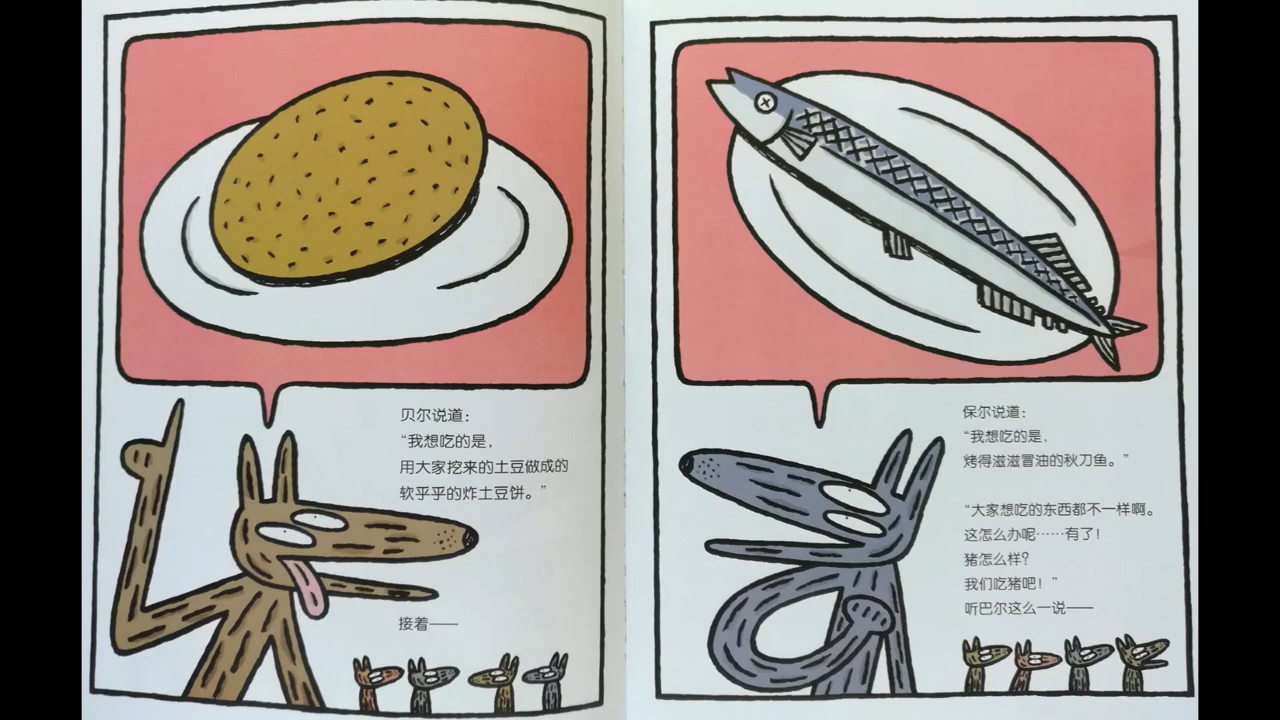 贝尔说道：
“我想吃的是，
用大家挖来的土豆做成的
软乎乎的炸土豆饼。”
接着——
保尔说道：
“我想吃的是，
烤得滋滋冒油的秋刀鱼。”
“大家想吃的东西都不一样啊。
这怎么办呢……有了！
猪怎么样？
我们吃猪吧！”
听巴尔这么一说——